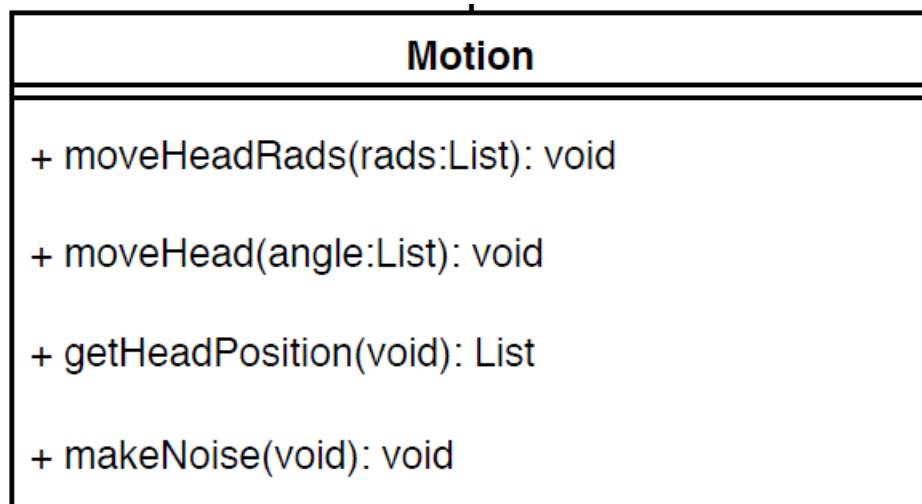 Motion
+ moveHeadRads(rads:List): void
+ moveHead(angle:List): void
+ getHeadPosition(void): List
+ makeNoise(void): void